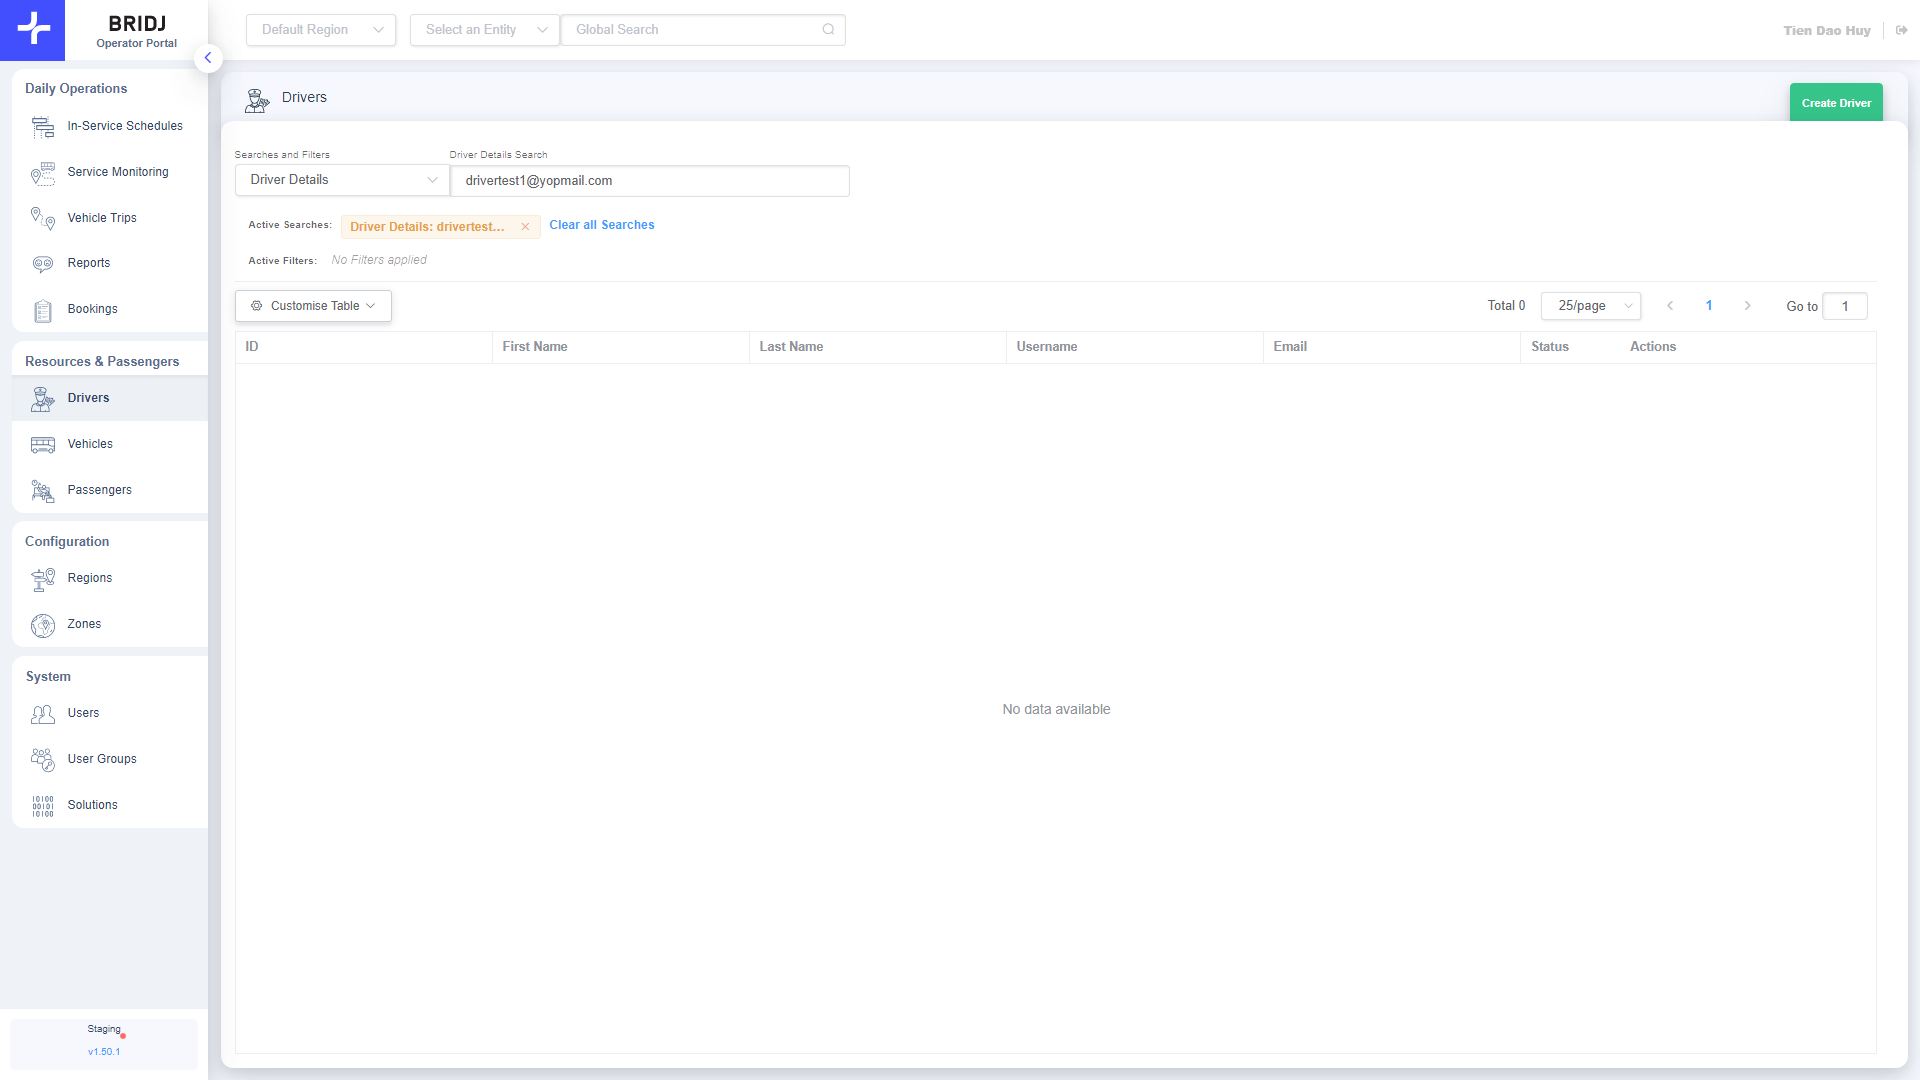 BRIDJ
Operator Portal
Default Region
Select an Entity
Global Search
Tien Dao Huy
Daily Operations
In-Service Schedules
Service Monitoring
Vehicle Trips
Reports
Bookings
Resources & Passengers
Drivers
Vehicles
Passengers
Configuration
Regions
Zones
System
Users
User Groups
10100
00101
10100
Solutions
Staging
v1.50.1
Drivers
Create Driver
Searches and Filters
Driver Details Search
Driver Details
drivertest1@yopmail.com
Active Searches:
Driver Details: drivertest...
Clear all Searches
Active Filters:
No Filters applied
Customise Table
Total 0
25/page
1
Go to
1
ID
First Name
Last Name
Username
Email
Status
Actions
No data available